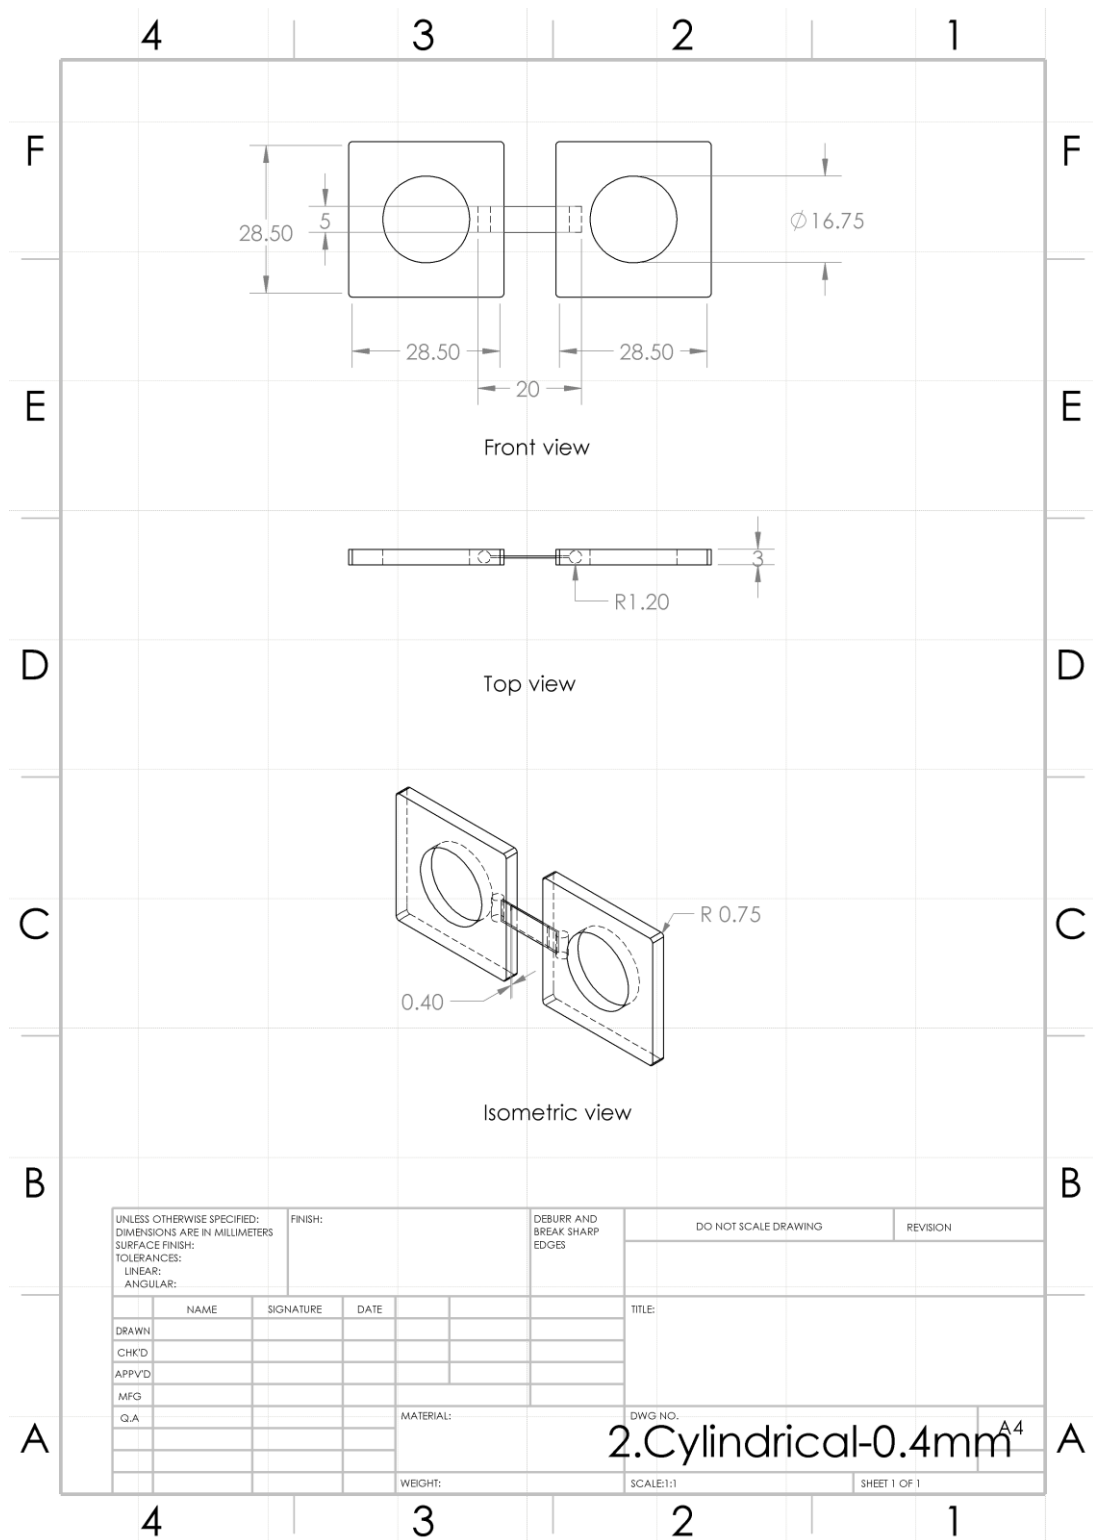 4 3 2 1
F F
28.50 5 Ø16.75
28.50 28.50
20
E E
Front view
3
R1.20
D D
Top view
C C
R 0.75
0.40
Isometric view
B B
UNLESS OTHERWISE SPECIFIED:
DIMENSIONS ARE IN MILLIMETERS
SURFACE FINISH:
TOLERANCES:
LINEAR:
ANGULAR:
FINISH:
DEBURR AND
BREAK SHARP
EDGES
DO NOT SCALE DRAWING
REVISION
NAME SIGNATURE DATE
TITLE:
DRAWN
CHK'D
APPV'D
MFG
Q.A
MATERIAL:
DWG NO.
2.Cylindrical-0.4mm
A4
A A
WEIGHT:
SCALE:1:1
SHEET 1 OF 1
4 3 2 1